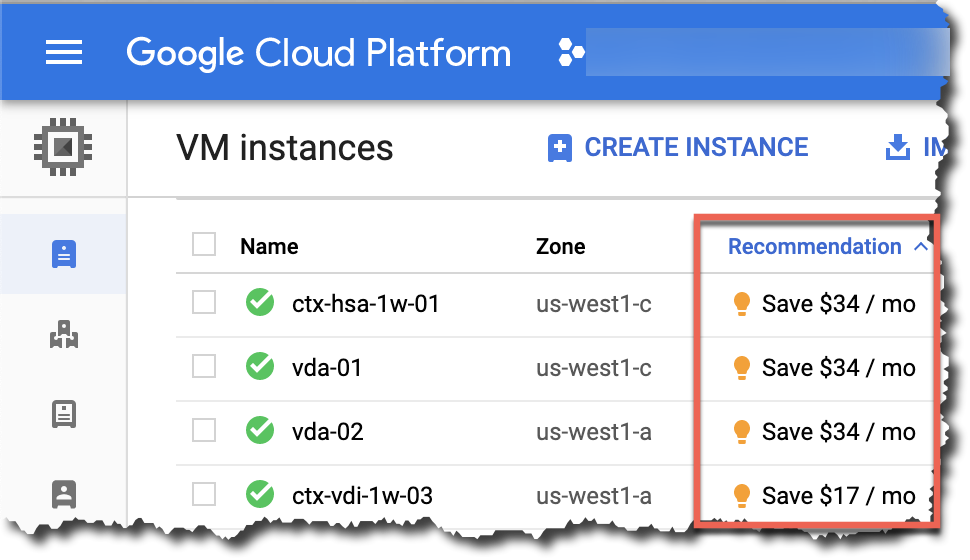 Google Cloud Platform
VM instances CREATE INSTANCE
Name Zone Recommendation
ctx-hsa-1w-01 us-west1-c Save $34 / mo
vda-01 us-west1-c Save $34 / mo
vda-02 us-west1-a Save $34 / mo
ctx-vdi-1w-03 us-west1-a Save $17 / mo